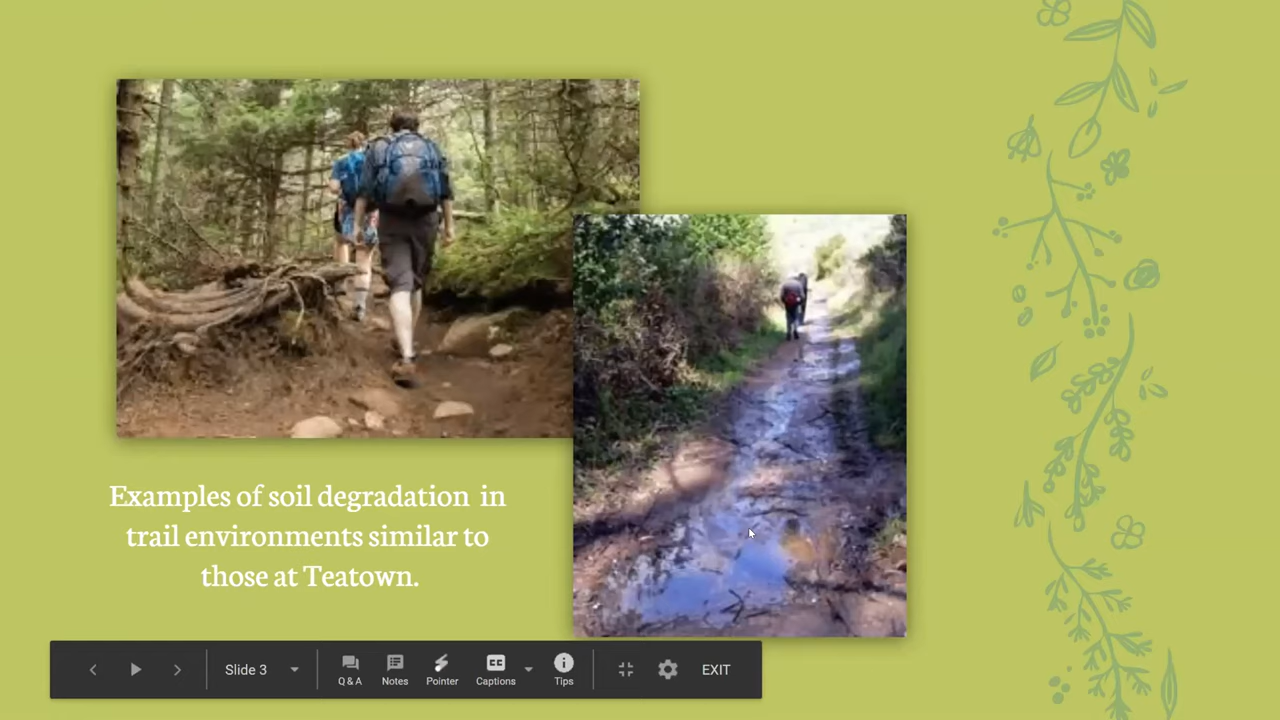 Examples of soil degradation in
trail environments similar to
those at Teatown.
Slide 3
Q & A
Notes
Pointer
Captions
Tips
EXIT
CC